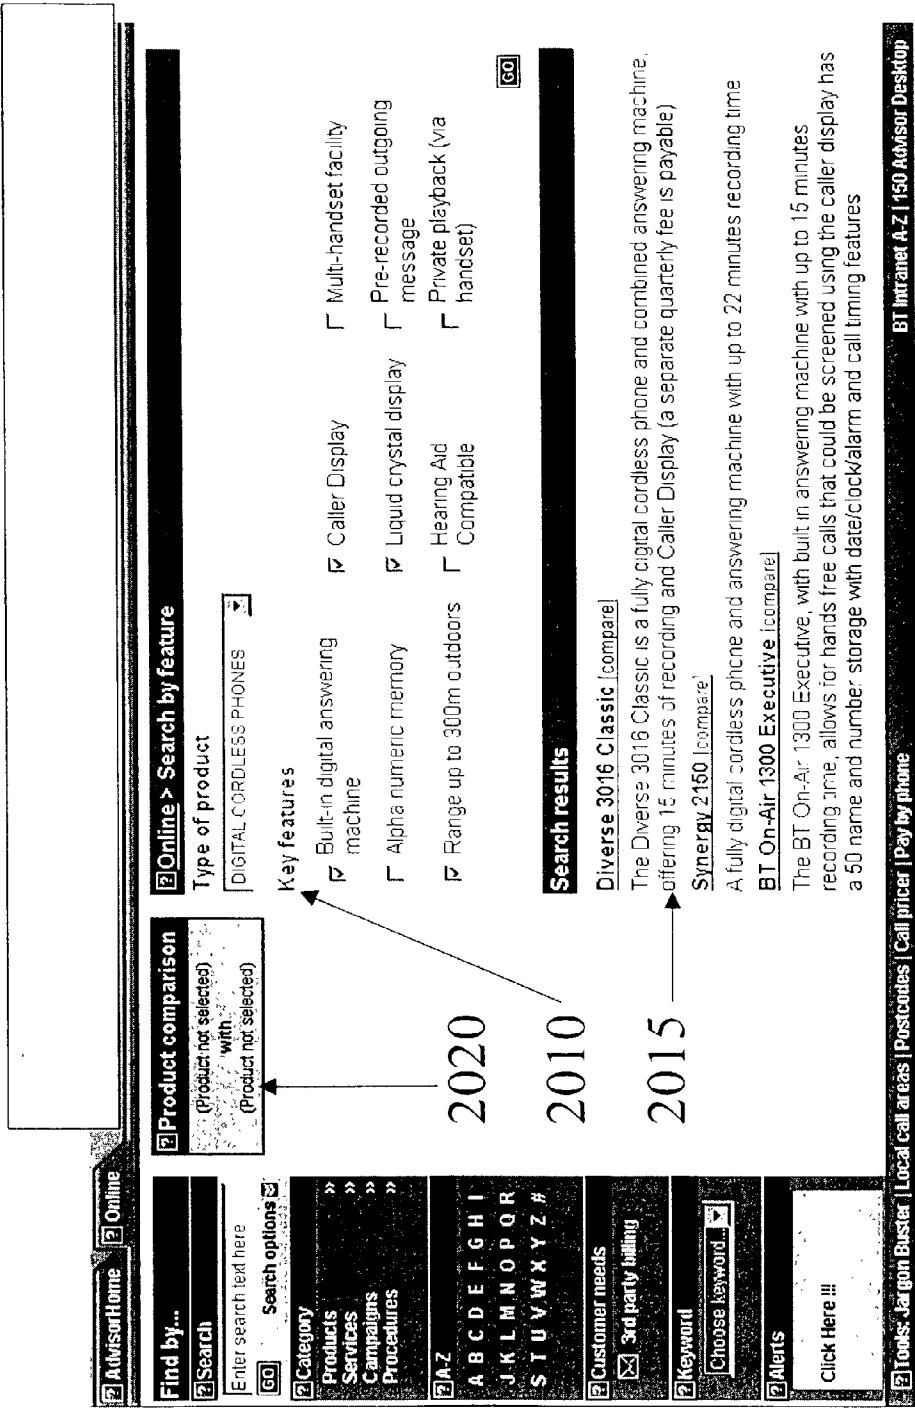 AdvisorHome
Online
Find by...
Search
Enter search text here
GO Search options
Category
Products »
Services »
Campaigns »
Procedures »
A-Z
A B C D E F G H I
J K L M N O P Q R
S T U V W X Y Z #
Customer needs
3rd party billing
Keyword
Choose keyword...
Alerts
Click Here !!!
Product comparison
(Product not selected)
with
(Product not selected)
2020
2010
2015
Online > Search by feature
Type of product
DIGITAL CORDLESS PHONES
Key features
Built-in digital answering machine
Caller Display
Multi-handset facility
Alpha numeric memory
Liquid crystal display
Pre-recorded outgoing message
Range up to 300m outdoors
Hearing Aid Compatible
Private playback (via handset)
GO
Search results
Diverse 3016 Classic [compare]
The Diverse 3016 Classic is a fully digital cordless phone and combined answering machine,
offering 15 minutes of recording and Caller Display (a separate quarterly fee is payable)
Synergy 2150 [compare]
A fully digital cordless phone and answering machine with up to 22 minutes recording time
BT On-Air 1300 Executive [compare]
The BT On-Air 1300 Executive, with built in answering machine with up to 15 minutes
recording time, allows for hands free calls that could be screened using the caller display has
a 50 name and number storage with date/clock/alarm and call timing features
Tools: Jargon Buster | Local call areas | Postcodes | Call pricer | Pay by phone
BT Intranet A-Z | 150 Advisor Desktop